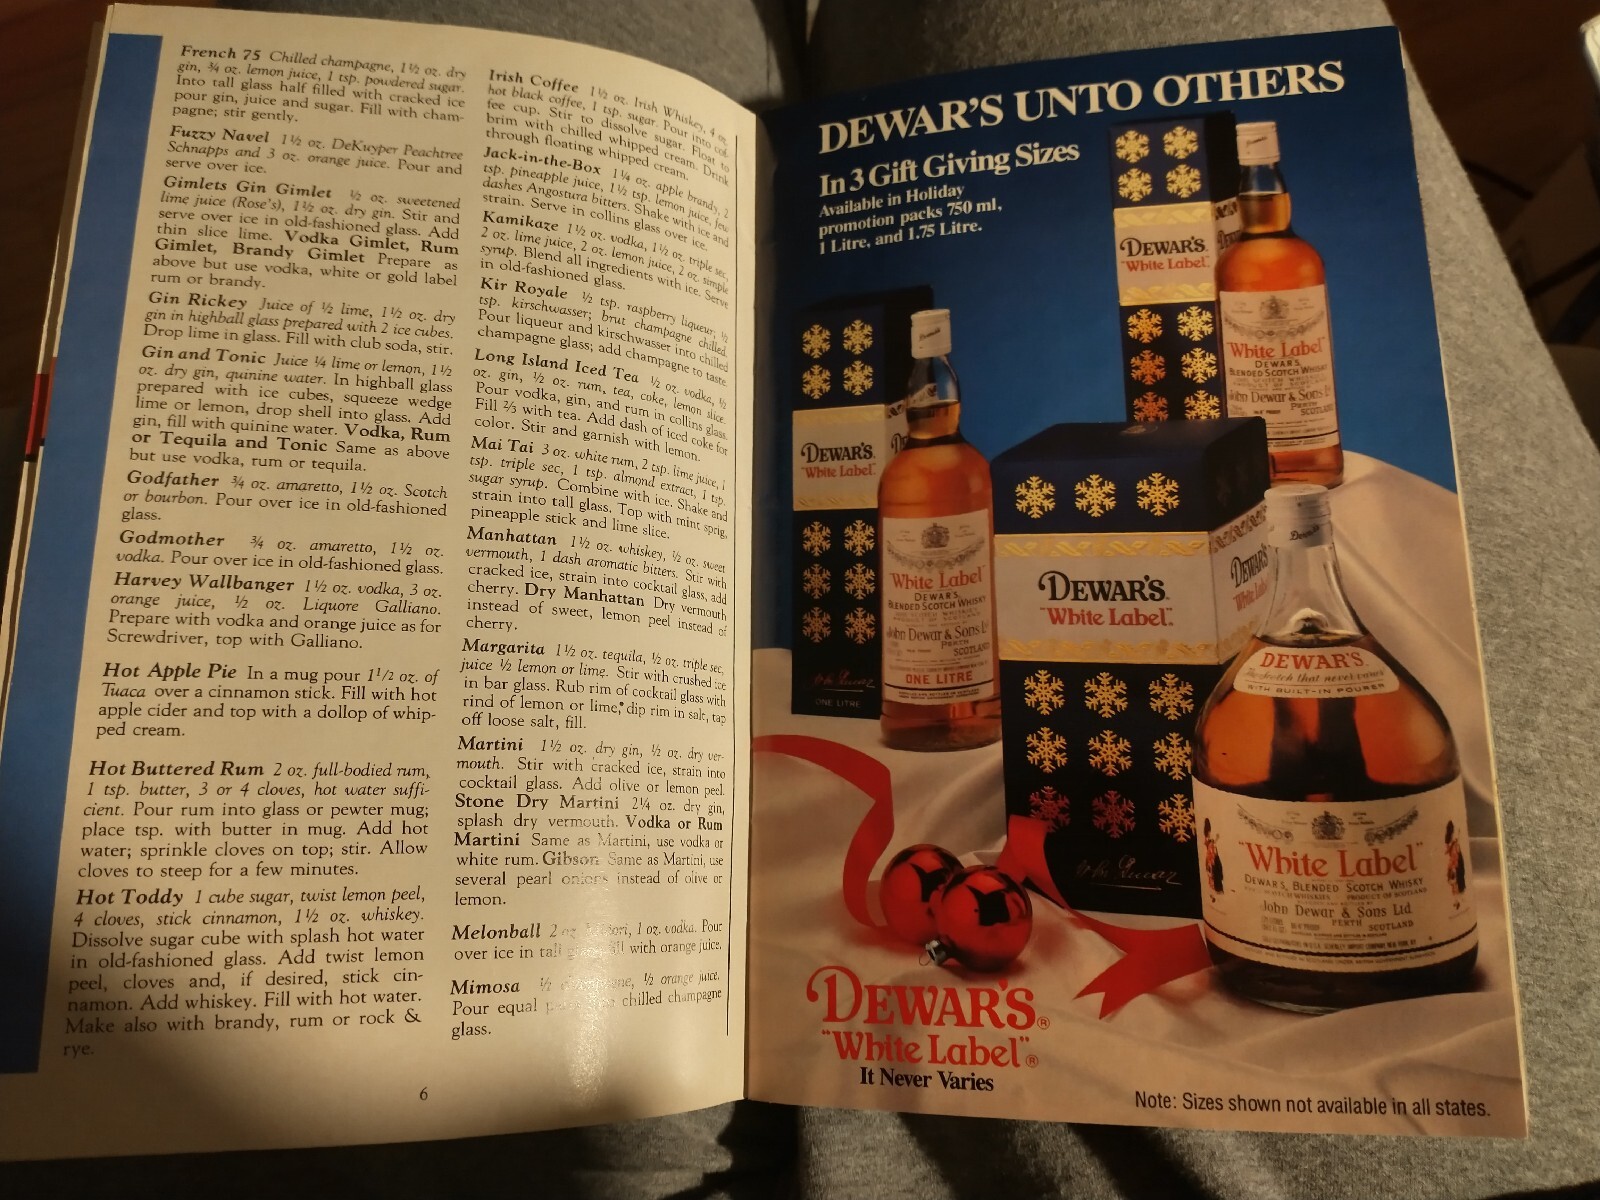 French 75 Chilled champagne, 1½ oz. dry
gin, ¾ oz. lemon juice, 1 tsp. powdered sugar.
Into tall glass half filled with cracked ice
pour gin, juice and sugar. Fill with cham-
pagne; stir gently.
Fuzzy Navel 1½ oz. DeKuyper Peachtree
Schnapps and 3 oz. orange juice. Pour and
serve over ice.
Gimlets Gin Gimlet ½ oz. sweetened
lime juice (Rose's), 1½ oz. dry gin. Stir and
serve over ice in old-fashioned glass. Add
thin slice lime. Vodka Gimlet, Rum
Gimlet, Brandy Gimlet Prepare as
above but use vodka, white or gold label
rum or brandy.
Gin Rickey Juice of ½ lime, 1½ oz. dry
gin in highball glass prepared with 2 ice cubes.
Drop lime in glass. Fill with club soda, stir.
Gin and Tonic Juice ¼ lime or lemon, 1½
oz. dry gin, quinine water. In highball glass
prepared with ice cubes, squeeze wedge
lime or lemon, drop shell into glass. Add
gin, fill with quinine water. Vodka, Rum
or Tequila and Tonic Same as above
but use vodka, rum or tequila.
Godfather ¾ oz. amaretto, 1½ oz. Scotch
or bourbon. Pour over ice in old-fashioned
glass.
Godmother ¾ oz. amaretto, 1½ oz.
vodka. Pour over ice in old-fashioned glass.
Harvey Wallbanger 1½ oz. vodka, 3 oz.
orange juice, ½ oz. Liquore Galliano.
Prepare with vodka and orange juice as for
Screwdriver, top with Galliano.
Hot Apple Pie In a mug pour 1½ oz. of
Tuaca over a cinnamon stick. Fill with hot
apple cider and top with a dollop of whip-
ped cream.
Hot Buttered Rum 2 oz. full-bodied rum,
1 tsp. butter, 3 or 4 cloves, hot water suffi-
cient. Pour rum into glass or pewter mug;
place tsp. with butter in mug. Add hot
water; sprinkle cloves on top; stir. Allow
cloves to steep for a few minutes.
Hot Toddy 1 cube sugar, twist lemon peel,
4 cloves, stick cinnamon, 1½ oz. whiskey.
Dissolve sugar cube with splash hot water
in old-fashioned glass. Add twist lemon
peel, cloves and, if desired, stick cin-
namon. Add whiskey. Fill with hot water.
Make also with brandy, rum or rock &
rye.
Irish Coffee 1½ oz. Irish Whiskey, 4 oz.
hot black coffee, 1 tsp. sugar. Pour into cof-
fee cup. Stir to dissolve sugar. Float to
brim with chilled whipped cream. Drink
through floating whipped cream.
Jack-in-the-Box 1¼ oz. apple brandy, 2
tsp. pineapple juice, 1½ tsp. lemon juice, few
dashes Angostura bitters. Shake with ice and
strain. Serve in collins glass over ice.
Kamikaze 1½ oz. vodka, 1½ oz. triple sec,
2 oz. lime juice, 2 oz. lemon juice, 2 oz. simple
syrup. Blend all ingredients with ice. Serve
in old-fashioned glass.
Kir Royale ½ tsp. raspberry liqueur, ½
tsp. kirschwasser; brut champagne chilled.
Pour liqueur and kirschwasser into chilled
champagne glass; add champagne to taste.
Long Island Iced Tea ½ oz. vodka, ½
oz. gin, ½ oz. rum, tea, coke, lemon slice.
Pour vodka, gin, and rum in collins glass.
Fill ⅔ with tea. Add dash of iced coke for
color. Stir and garnish with lemon.
Mai Tai 3 oz. white rum, 2 tsp. lime juice, 1
tsp. triple sec, 1 tsp. almond extract, 1 tsp.
sugar syrup. Combine with ice. Shake and
strain into tall glass. Top with mint sprig,
pineapple stick and lime slice.
Manhattan 1½ oz. whiskey, ½ oz. sweet
vermouth, 1 dash aromatic bitters. Stir with
cracked ice, strain into cocktail glass, add
cherry. Dry Manhattan Dry vermouth
instead of sweet, lemon peel instead of
cherry.
Margarita 1½ oz. tequila, ½ oz. triple sec,
juice ½ lemon or lime. Stir with crushed ice
in bar glass. Rub rim of cocktail glass with
rind of lemon or lime, dip rim in salt, tap
off loose salt, fill.
Martini 1½ oz. dry gin, ½ oz. dry ver-
mouth. Stir with cracked ice, strain into
cocktail glass. Add olive or lemon peel.
Stone Dry Martini 2¼ oz. dry gin,
splash dry vermouth. Vodka or Rum
Martini Same as Martini, use vodka or
white rum. Gibson Same as Martini, use
several pearl onions instead of olive or
lemon.
Melonball 2 oz. 1 oz. vodka. Pour
over ice in tall with orange juice.
Mimosa ½ ½ orange juice.
Pour equal chilled champagne
glass.
6
DEWAR'S UNTO OTHERS
In 3 Gift Giving Sizes
Available in Holiday
promotion packs 750 ml,
1 Litre, and 1.75 Litre.
DEWAR'S
"White Label"
"White Label"
DEWAR'S
BLENDED SCOTCH WHISKY
John Dewar & Sons Ltd
PERTH
SCOTLAND
DEWAR'S
"White Label"
"White Label"
DEWAR'S
BLENDED SCOTCH WHISKY
John Dewar & Sons Ltd
PERTH
SCOTLAND
ONE LITRE
ONE LITRE
DEWAR'S
"White Label"
DEWAR'S
"White Label"
DEWAR'S
the Scotch that never varies
WITH BUILT-IN POURER
"White Label"
DEWAR'S BLENDED SCOTCH WHISKY
John Dewar & Sons Ltd
PERTH SCOTLAND
DEWAR'S®
"White Label"®
It Never Varies
Note: Sizes shown not available in all states.